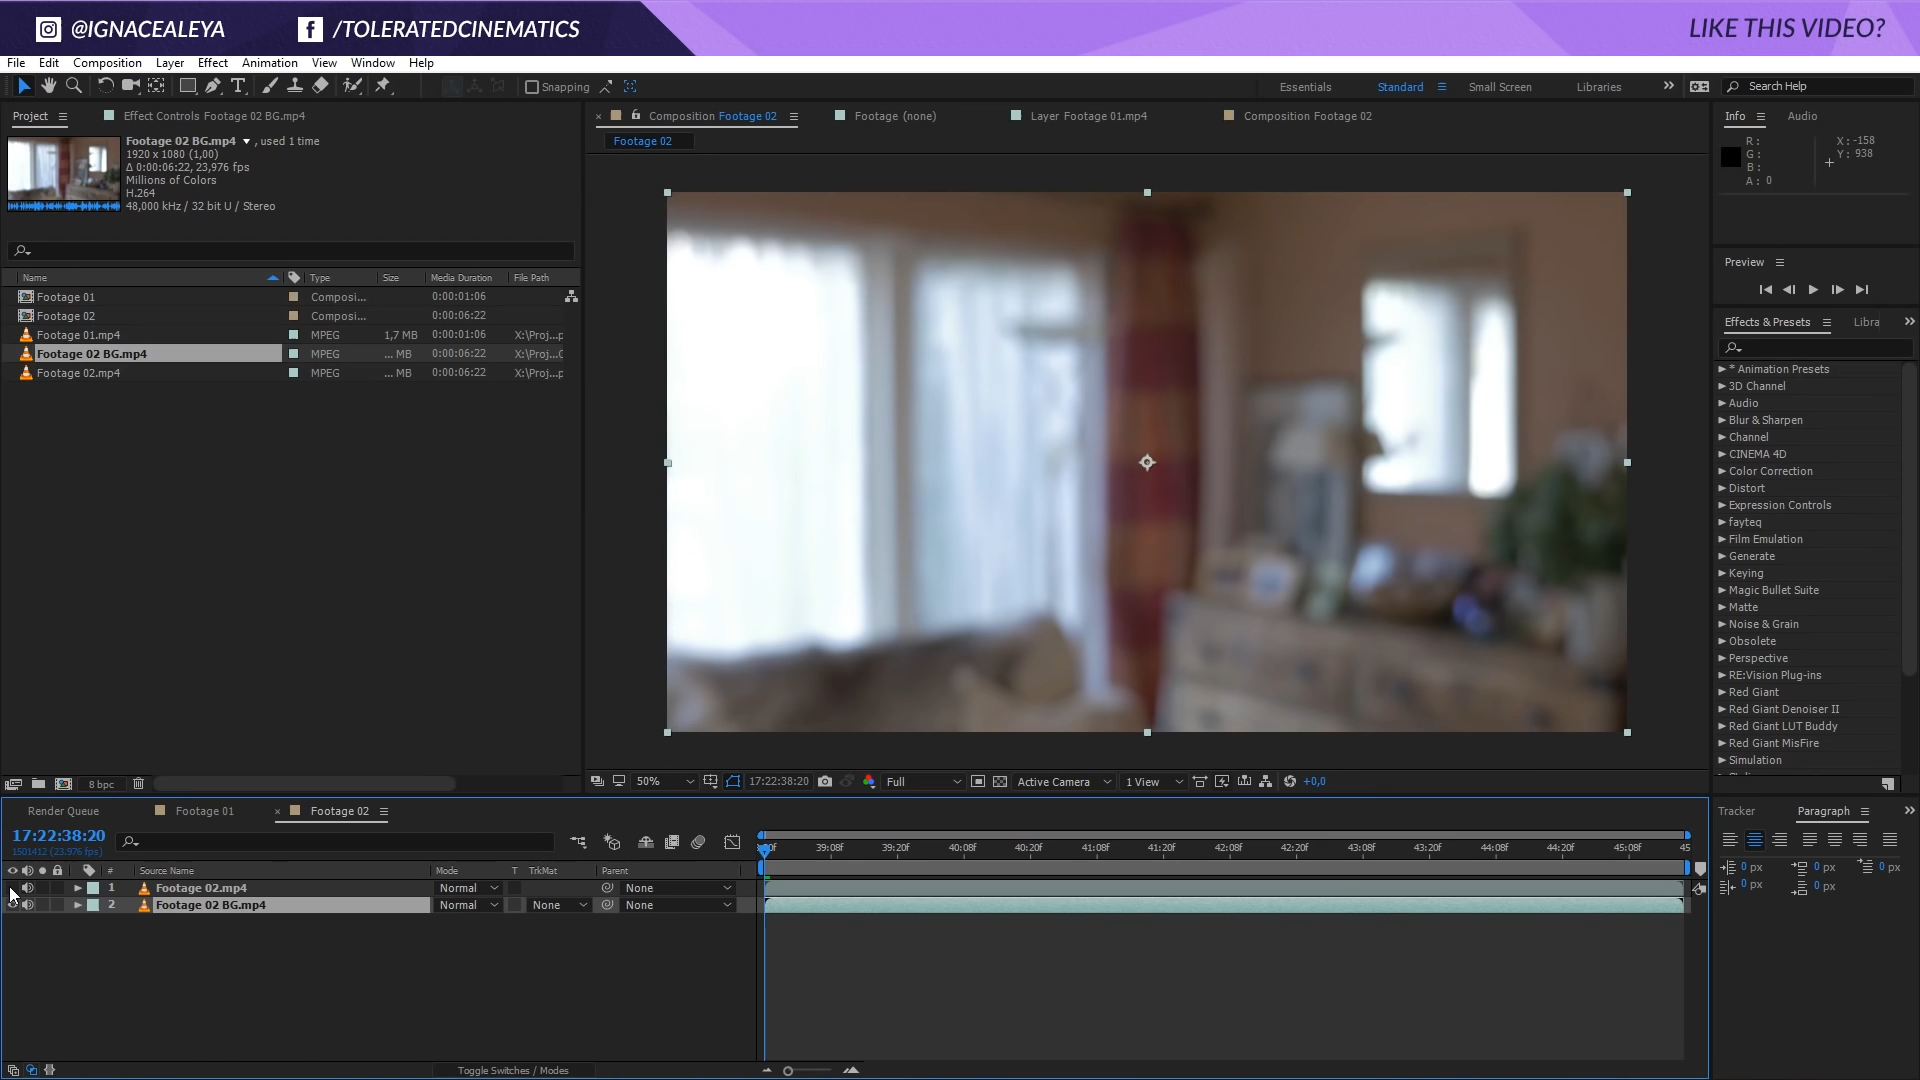 @IGNACEALEYA
/TOLERATEDCINEMATICS
LIKE THIS VIDEO?
File Edit Composition Layer Effect Animation View Window Help
Snapping
Essentials Standard Small Screen Libraries
Search Help
Project
Effect Controls Footage 02 BG.mp4
Footage 02 BG.mp4 , used 1 time
1920 x 1080 (1,00)
Δ 0:00:06:22, 23,976 fps
Millions of Colors
H.264
48,000 kHz / 32 bit U / Stereo
Name Type Size Media Duration File Path
Footage 01 Composi... 0:00:01:06
Footage 02 Composi... 0:00:06:22
Footage 01.mp4 MPEG 1,7 MB 0:00:01:06 X:\Proj...p
Footage 02 BG.mp4 MPEG ... MB 0:00:06:22 X:\Proj...C
Footage 02.mp4 MPEG ... MB 0:00:06:22 X:\Proj...p
8 bpc
Composition Footage 02
Footage (none)
Layer Footage 01.mp4
Composition Footage 02
Footage 02
50%
17:22:38:20
Full
Active Camera
1 View
+0,0
Info Audio
R:
G:
B:
A: 0
X: -158
Y: 938
Preview
Effects & Presets
Libra
* Animation Presets
3D Channel
Audio
Blur & Sharpen
Channel
CINEMA 4D
Color Correction
Distort
Expression Controls
fayteq
Film Emulation
Generate
Keying
Magic Bullet Suite
Matte
Noise & Grain
Obsolete
Perspective
RE:Vision Plug-ins
Red Giant
Red Giant Denoiser II
Red Giant LUT Buddy
Red Giant MisFire
Simulation
Render Queue
Footage 01
Footage 02
17:22:38:20
1501412 (23.976 fps)
# Source Name Mode T TrkMat Parent
1 Footage 02.mp4 Normal None
2 Footage 02 BG.mp4 Normal None None
39:08f 39:20f 40:08f 40:20f 41:08f 41:20f 42:08f 42:20f 43:08f 43:20f 44:08f 44:20f 45:08f 45
Toggle Switches / Modes
Tracker Paragraph
0 px 0 px 0 px
0 px 0 px